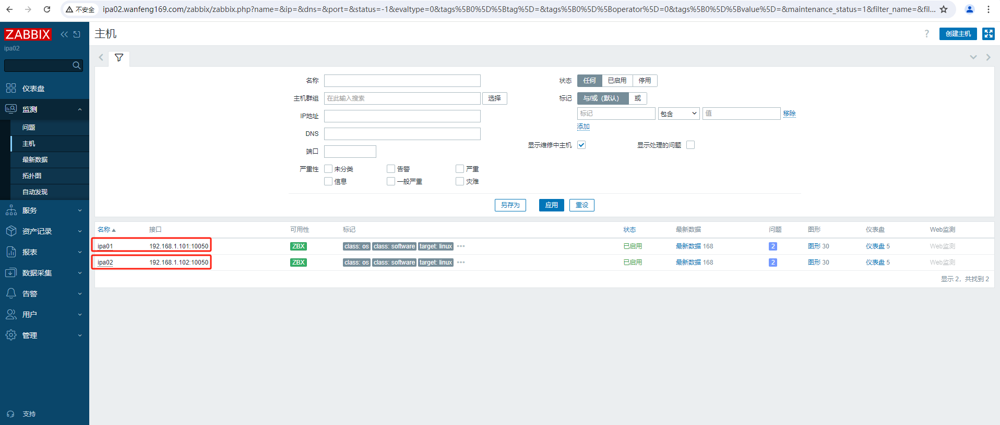 不安全 ipa02.wanfeng169.com/zabbix/zabbix.php?name=&ip=&dns=&port=&status=-1&evaltype=0&tags%5B0%5D%5Btag%5D=&tags%5B0%5D%5Boperator%5D=0&tags%5B0%5D%5Bvalue%5D=&maintenance_status=1&filter_name=&fil...
ZABBIX
ipa02
仪表盘
监测
问题
主机
最新数据
拓扑图
自动发现
服务
资产记录
报表
数据采集
告警
用户
管理
支持
主机
? 创建主机
名称
主机群组 在此输入搜索 选择
IP地址
DNS
端口
严重性 未分类 告警 严重
信息 一般严重 灾难
状态 任何 已启用 停用
标记 与/或（默认） 或
标记 包含 值 移除
添加
显示维修中主机 显示处理的问题
另存为 应用 重设
名称 接口 可用性 标记 状态 最新数据 问题 图形 仪表盘 Web监测
ipa01 192.168.1.101:10050 ZBX class: os class: software target: linux ••• 已启用 最新数据 168 2 图形 30 仪表盘 5 Web监测
ipa02 192.168.1.102:10050 ZBX class: os class: software target: linux ••• 已启用 最新数据 168 2 图形 30 仪表盘 5 Web监测
显示 2，共找到 2